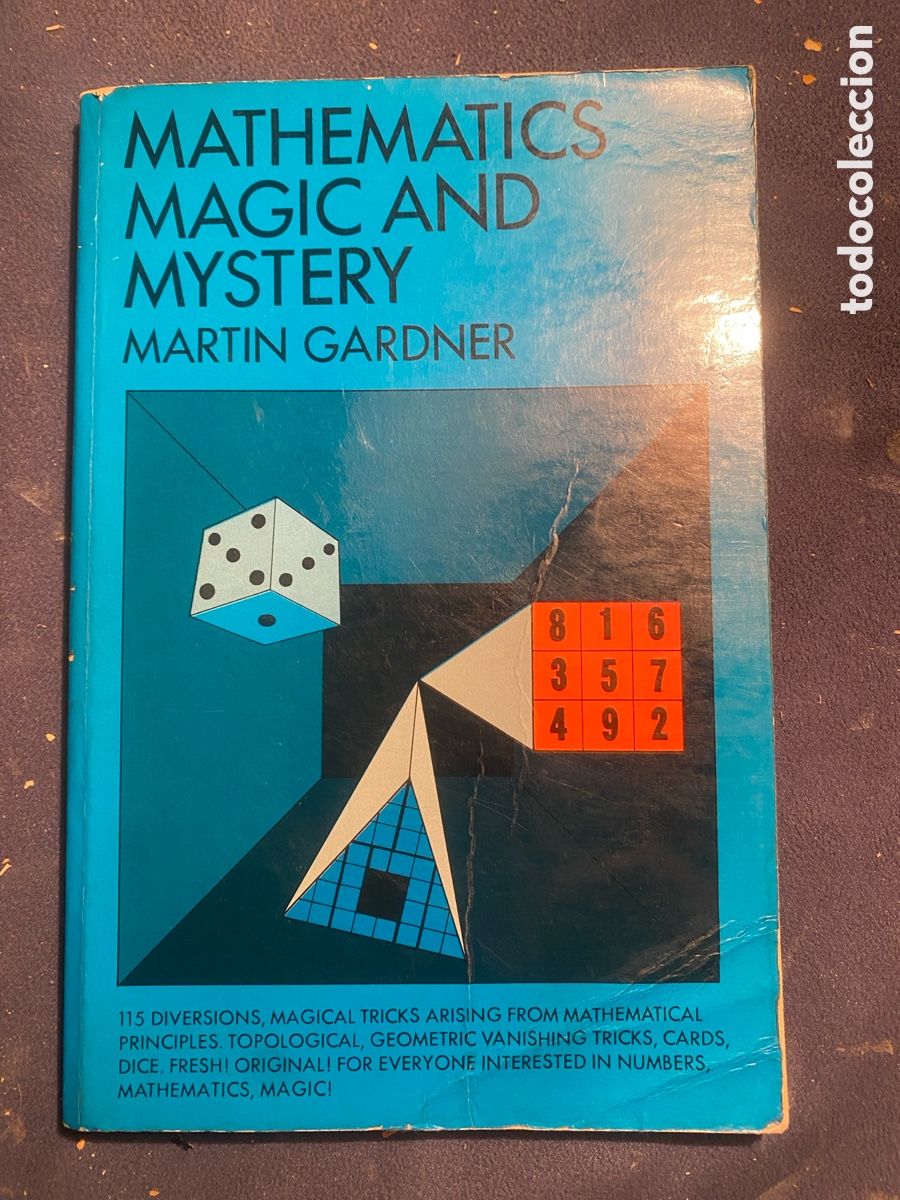 MATHEMATICS
MAGIC AND
MYSTERY
MARTIN GARDNER
8 1 6
3 5 7
4 9 2
115 DIVERSIONS, MAGICAL TRICKS ARISING FROM MATHEMATICAL
PRINCIPLES. TOPOLOGICAL, GEOMETRIC VANISHING TRICKS, CARDS,
DICE. FRESH! ORIGINAL! FOR EVERYONE INTERESTED IN NUMBERS,
MATHEMATICS, MAGIC!
todocoleccion